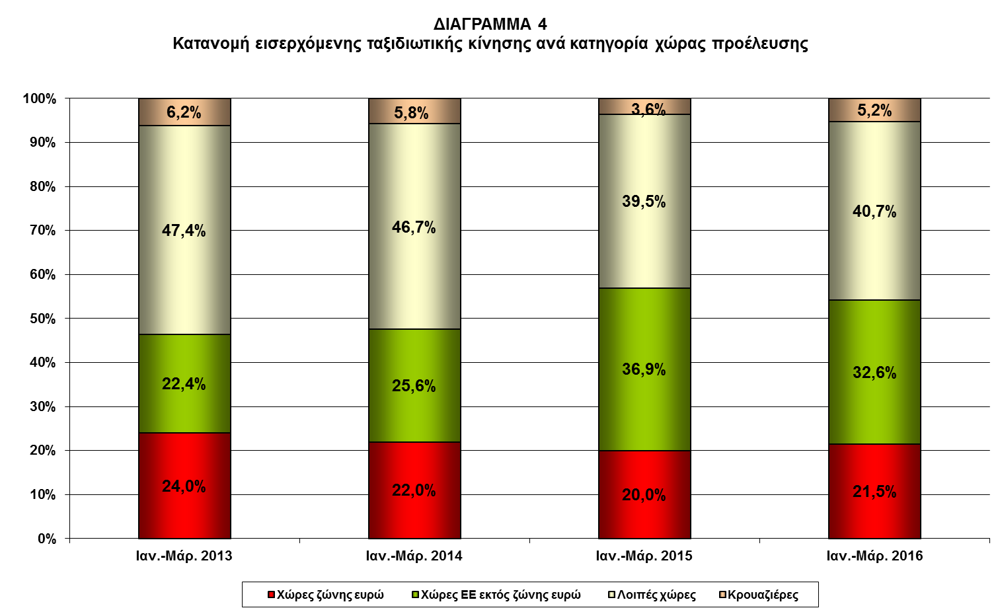 ΔΙΑΓΡΑΜΜΑ 4
Κατανομή εισερχόμενης ταξιδιωτικής κίνησης ανά κατηγορία χώρας προέλευσης
100%
90%
80%
70%
60%
50%
40%
30%
20%
10%
0%
6,2% 5,8% 3,6% 5,2%
47,4% 46,7% 39,5% 40,7%
22,4% 25,6% 36,9% 32,6%
24,0% 22,0% 20,0% 21,5%
Ιαν.-Μάρ. 2013 Ιαν.-Μάρ. 2014 Ιαν.-Μάρ. 2015 Ιαν.-Μάρ. 2016
Χώρες ζώνης ευρώ Χώρες ΕΕ εκτός ζώνης ευρώ Λοιπές χώρες Κρουαζιέρες